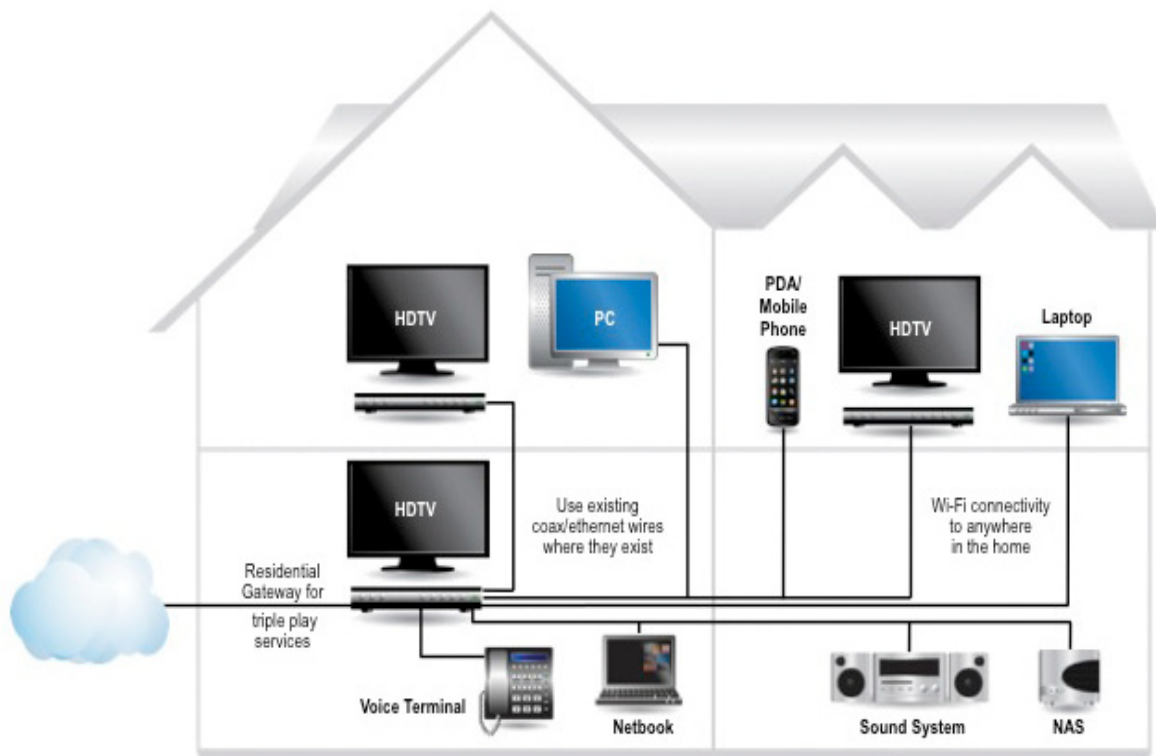 HDTV
PC
PDA/
Mobile
Phone
HDTV
Laptop
HDTV
Use existing
coax/ethernet wires
where they exist
Wi-Fi connectivity
to anywhere
in the home
Residential
Gateway for
triple play
services
Voice Terminal
Netbook
Sound System
NAS